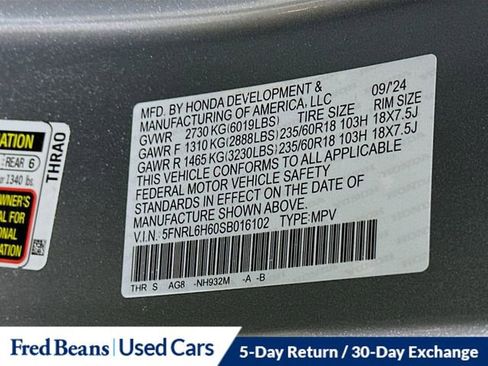 MFD. BY HONDA DEVELOPMENT &
MANUFACTURING OF AMERICA, LLC 09/'24
GVWR 2730 KG (6019LBS) TIRE SIZE RIM SIZE
GAWR F 1310 KG (2888LBS) 235/60R18 103H 18X7.5J
GAWR R 1465 KG (3230LBS) 235/60R18 103H 18X7.5J
THIS VEHICLE CONFORMS TO ALL APPLICABLE
FEDERAL MOTOR VEHICLE SAFETY
STANDARDS IN EFFECT ON THE DATE OF
MANUFACTURE SHOWN ABOVE.
V.I.N. 5FNRL6H60SB016102 TYPE: MPV
THR S AG8 -NH932M -A -B
THRA0
REAR 6
1340 lbs.
Fred Beans Used Cars
5-Day Return / 30-Day Exchange